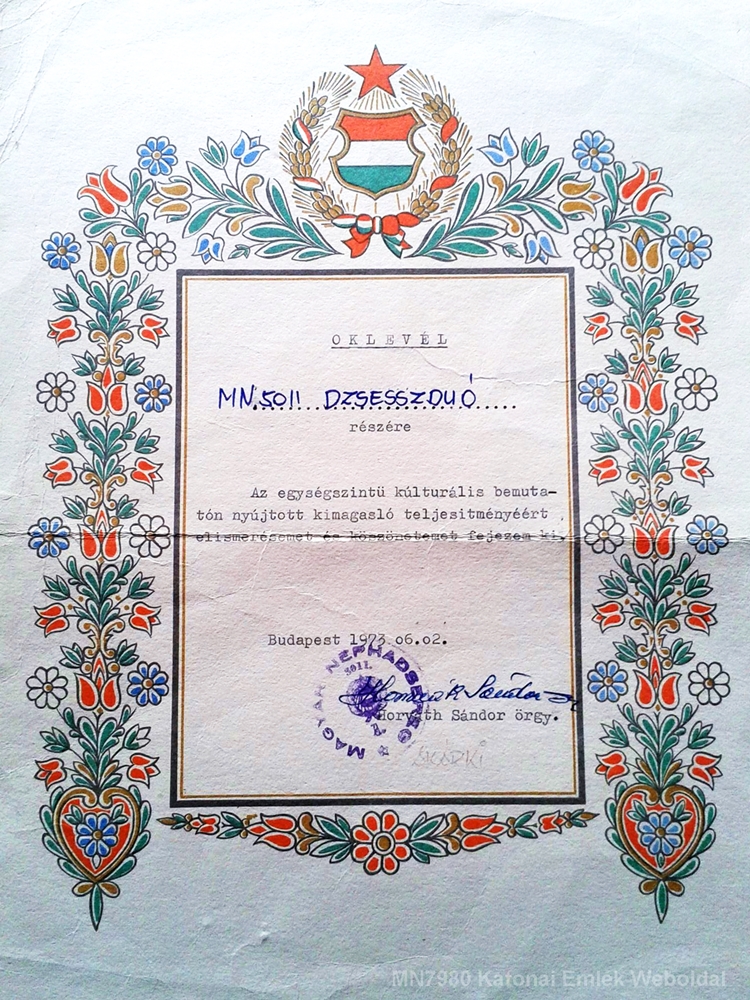 OKLEVÉL
MN.5011 DZSESSZDUÓ
részére
Az egységszintü kúlturális bemuta-
tón nyújtott kimagasló teljesitményéért
elismerésemet és köszönetemet fejezem ki.
Budapest 1973 06.02.
MAGYAR NÉPHADSEREG
5011.
Horváth Sándor őrgy.
MN7980 Katonai Emlék Weboldal